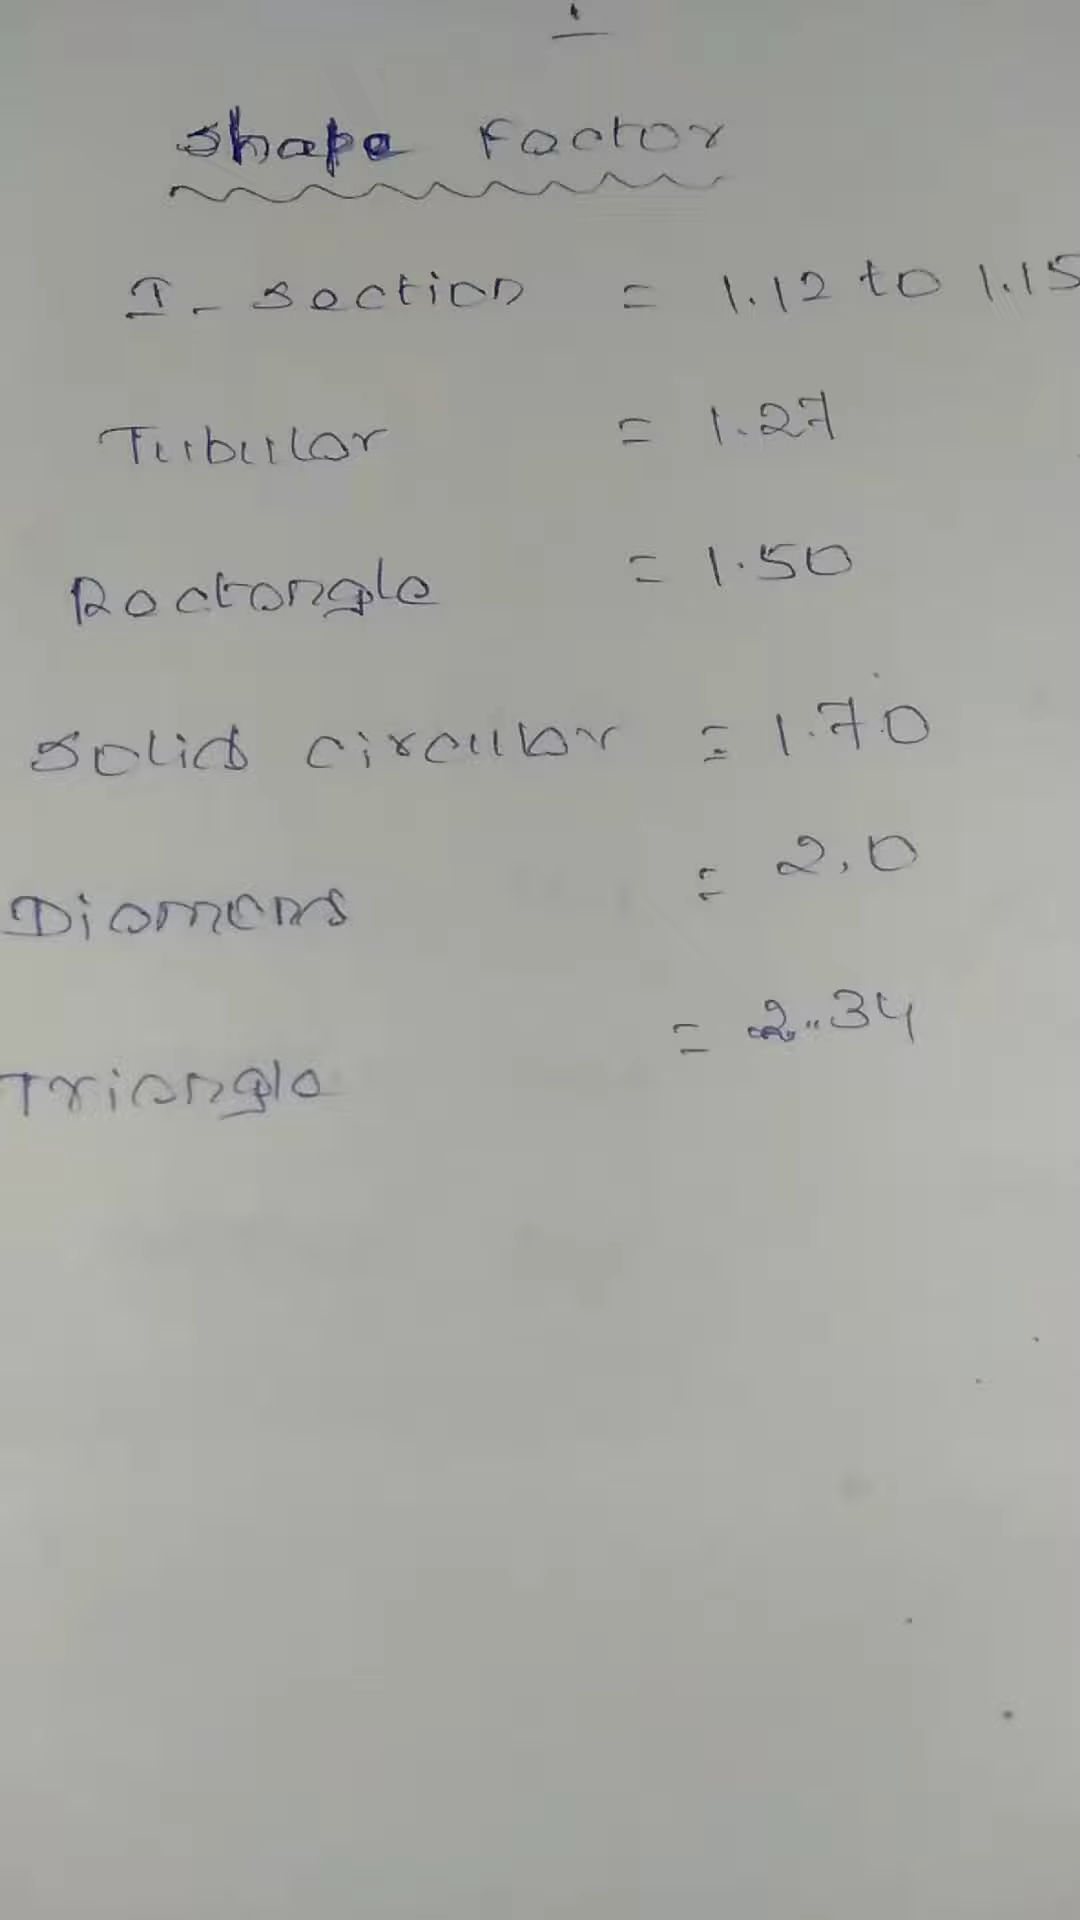 Shape Factor
I - Section = 1.12 to 1.15
Tubular = 1.27
Rectangle = 1.50
Solid circular = 1.70
Diamond = 2.0
Triangle = 2.34